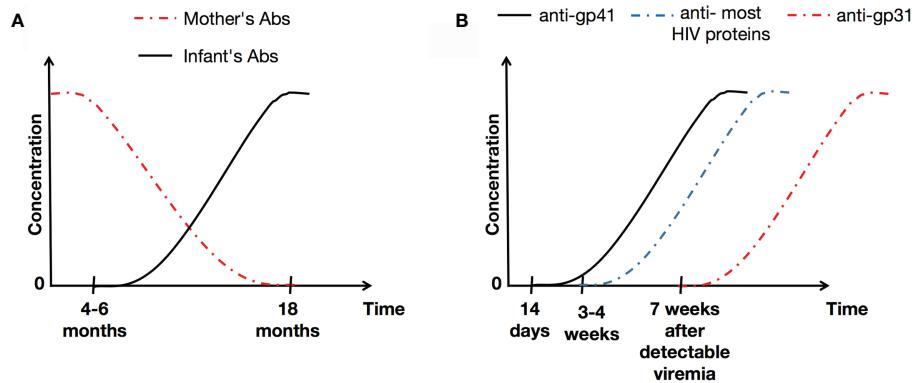 A
Mother's Abs
Infant's Abs
Concentration
0
4-6
months
18
months
Time
B
anti-gp41
anti- most
HIV proteins
anti-gp31
Concentration
0
14
days
3-4
weeks
7 weeks
after
detectable
viremia
Time